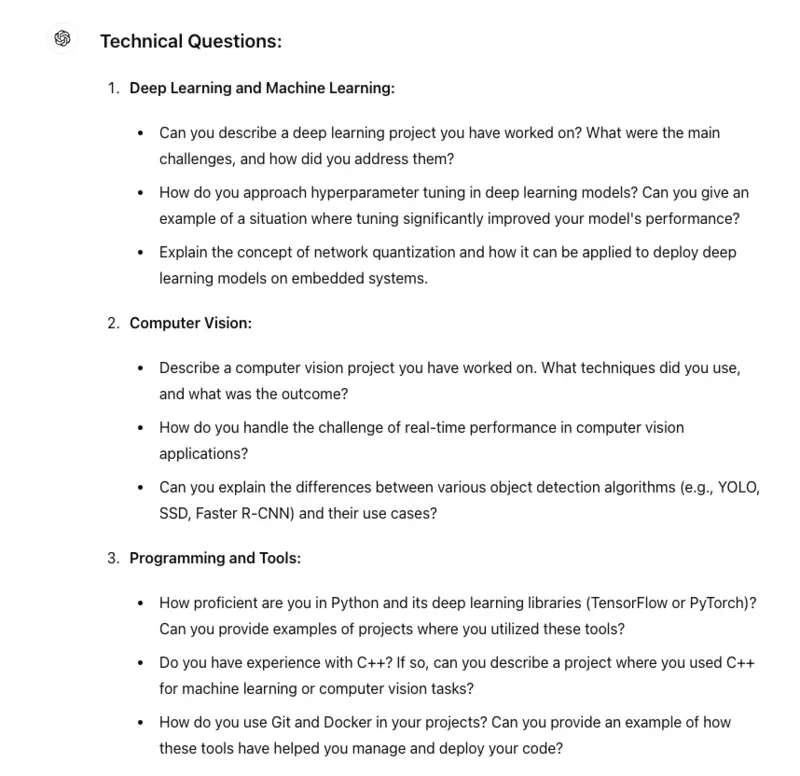 Technical Questions:
1. Deep Learning and Machine Learning:
• Can you describe a deep learning project you have worked on? What were the main
challenges, and how did you address them?
• How do you approach hyperparameter tuning in deep learning models? Can you give an
example of a situation where tuning significantly improved your model's performance?
• Explain the concept of network quantization and how it can be applied to deploy deep
learning models on embedded systems.
2. Computer Vision:
• Describe a computer vision project you have worked on. What techniques did you use,
and what was the outcome?
• How do you handle the challenge of real-time performance in computer vision
applications?
• Can you explain the differences between various object detection algorithms (e.g., YOLO,
SSD, Faster R-CNN) and their use cases?
3. Programming and Tools:
• How proficient are you in Python and its deep learning libraries (TensorFlow or PyTorch)?
Can you provide examples of projects where you utilized these tools?
• Do you have experience with C++? If so, can you describe a project where you used C++
for machine learning or computer vision tasks?
• How do you use Git and Docker in your projects? Can you provide an example of how
these tools have helped you manage and deploy your code?